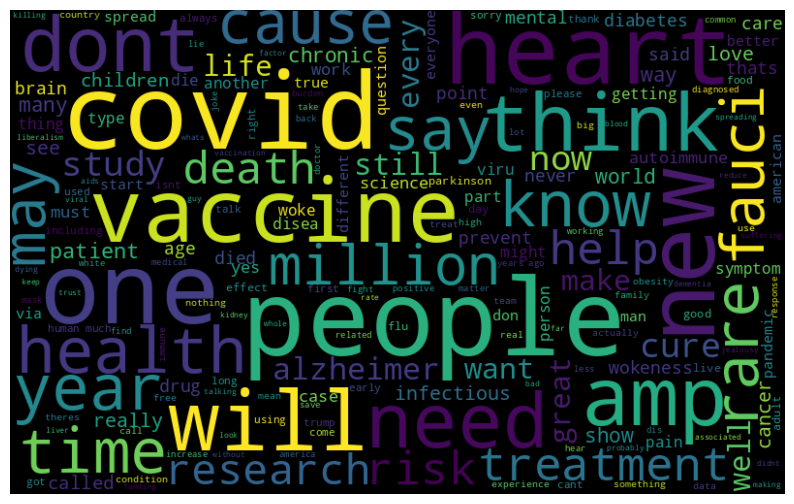 killing
country
spread
always
cause
sorry
mental
thank
common
care
dont
lie
factor
everyone
heart
diabetes
better
life
chronic
every
said
love
thats
children
die
another
work
question
way
food
brain
covid
true
joke
say
think
point
getting
diagnosed
many
type
right
take
burden
back
even
big
blood
spreading
thing
whats
hope
please
lot
liberalism
see
study
death
still
now
autoimmune
fauci
american
vaccination
doctor
science
parkinson
viru
never
world
vaccine
may
aids
used
isnt
viral
start
guy
different
part
know
new
reduce
must
woke
talk
treat
high
day
use
suffering
including
disea
prevent
age
patient
died
working
help
one
million
dying
white
medical
yes
might
years ago
rare
symptom
keep
via
trust
nothing
effect
first
fight
positive
matter
make
obesity
dementia
response
mask
human
much
find
immune
kidney
people
rate
team
don
person
family
man
good
pandemic
health
whole
related
flu
real
far
actually
cure
year
drug
alzheimer
want
wokeness
live
jealousy
theres
long
talking
free
early
less
bad
great
adult
really
case
infectious
mean
save
trump
will
need
amp
dis
cancer
call
liver
using
look
come
show
pain
associated
well
time
increase
without
america
hear
probably
didnt
got
called
condition
funding
research
risk
experience
cant
treatment
something
data
making